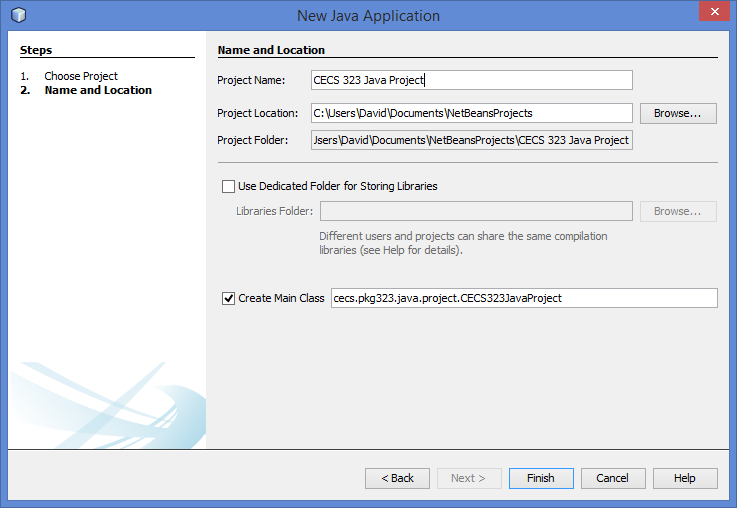 New Java Application
Steps
1. Choose Project
2. Name and Location
Name and Location
Project Name: CECS 323 Java Project
Project Location: C:\Users\David\Documents\NetBeansProjects Browse...
Project Folder: Jsers\David\Documents\NetBeansProjects\CECS 323 Java Project
Use Dedicated Folder for Storing Libraries
Libraries Folder: Browse...
Different users and projects can share the same compilation
libraries (see Help for details).
Create Main Class cecs.pkg323.java.project.CECS323JavaProject
< Back Next > Finish Cancel Help